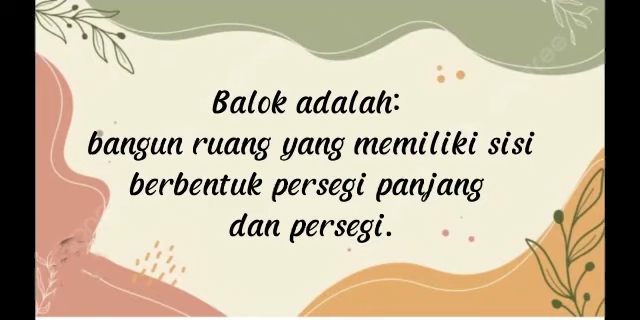 Balok adalah:
bangun ruang yang memiliki sisi
berbentuk persegi panjang
dan persegi.